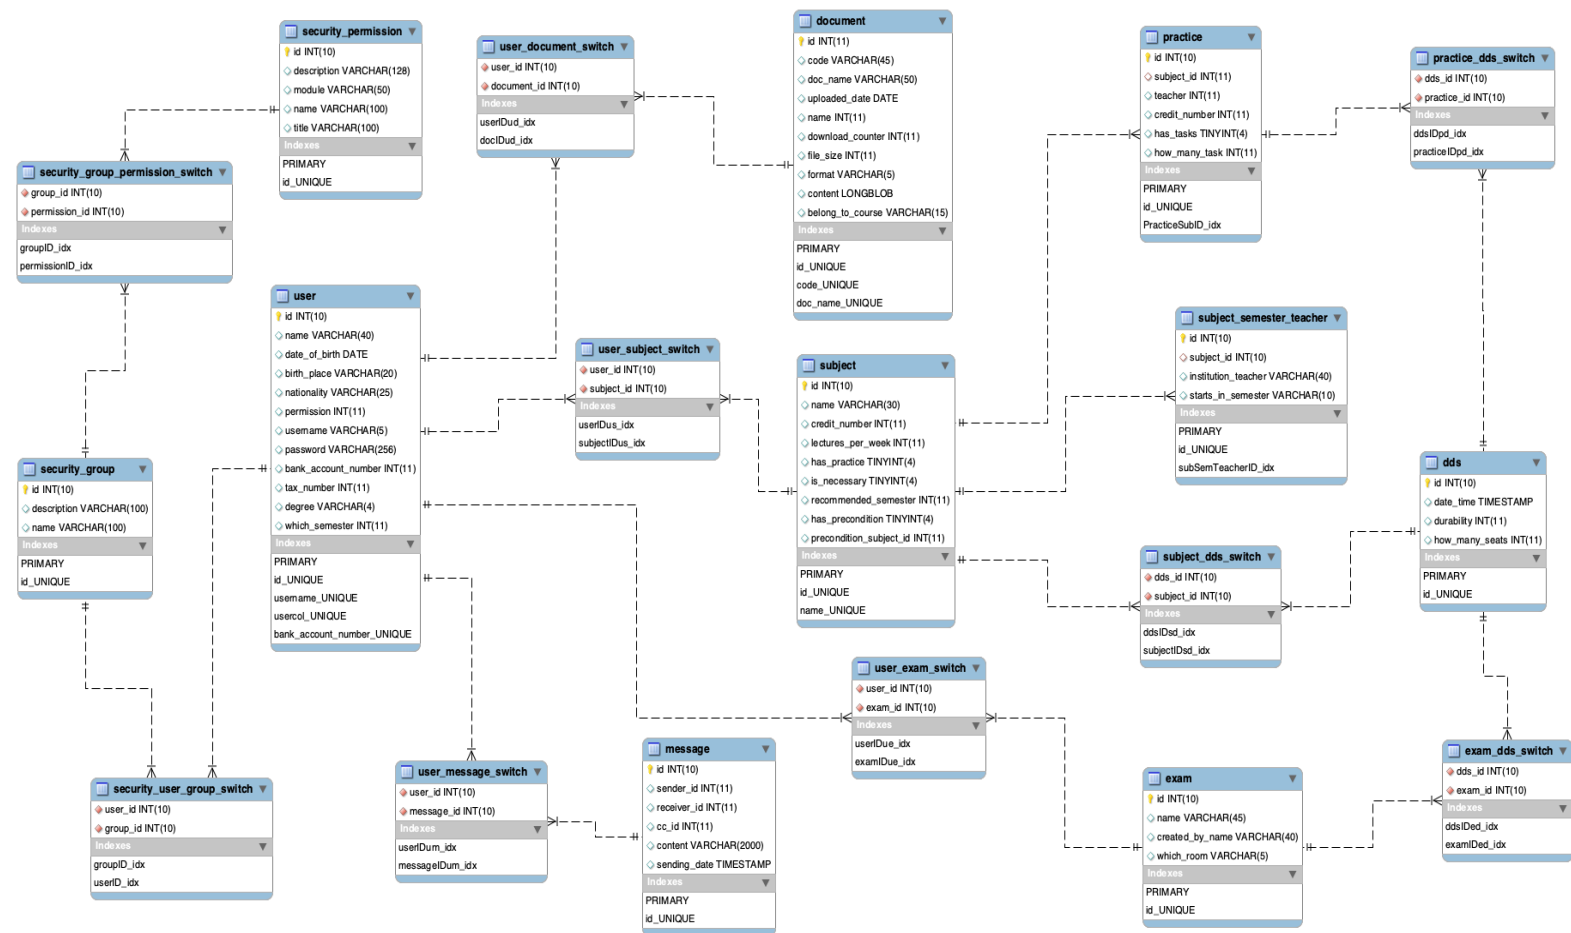 security_permission
id INT(10)
description VARCHAR(128)
module VARCHAR(50)
name VARCHAR(100)
title VARCHAR(100)
Indexes
PRIMARY
id_UNIQUE
user_document_switch
user_id INT(10)
document_id INT(10)
Indexes
userIDud_idx
docIDud_idx
document
id INT(11)
code VARCHAR(45)
doc_name VARCHAR(50)
uploaded_date DATE
name INT(11)
download_counter INT(11)
file_size INT(11)
format VARCHAR(5)
content LONGBLOB
belong_to_course VARCHAR(15)
Indexes
PRIMARY
id_UNIQUE
code_UNIQUE
doc_name_UNIQUE
practice
id INT(10)
subject_id INT(11)
teacher INT(11)
credit_number INT(11)
has_tasks TINYINT(4)
how_many_task INT(11)
Indexes
PRIMARY
id_UNIQUE
PracticeSubID_idx
practice_dds_switch
dds_id INT(10)
practice_id INT(10)
Indexes
ddsIDpd_idx
practiceIDpd_idx
security_group_permission_switch
group_id INT(10)
permission_id INT(10)
Indexes
groupID_idx
permissionID_idx
user
id INT(10)
name VARCHAR(40)
date_of_birth DATE
birth_place VARCHAR(20)
nationality VARCHAR(25)
permission INT(11)
username VARCHAR(5)
password VARCHAR(256)
bank_account_number INT(11)
tax_number INT(11)
degree VARCHAR(4)
which_semester INT(11)
Indexes
PRIMARY
id_UNIQUE
username_UNIQUE
usercol_UNIQUE
bank_account_number_UNIQUE
user_subject_switch
user_id INT(10)
subject_id INT(10)
Indexes
userIDus_idx
subjectIDus_idx
subject
id INT(10)
name VARCHAR(30)
credit_number INT(11)
lectures_per_week INT(11)
has_practice TINYINT(4)
is_necessary TINYINT(4)
recommended_semester INT(11)
has_precondition TINYINT(4)
precondition_subject_id INT(11)
Indexes
PRIMARY
id_UNIQUE
name_UNIQUE
subject_semester_teacher
id INT(10)
subject_id INT(10)
institution_teacher VARCHAR(40)
starts_in_semester VARCHAR(10)
Indexes
PRIMARY
id_UNIQUE
subSemTeacherID_idx
security_group
id INT(10)
description VARCHAR(100)
name VARCHAR(100)
Indexes
PRIMARY
id_UNIQUE
dds
id INT(10)
date_time TIMESTAMP
durability INT(11)
how_many_seats INT(11)
Indexes
PRIMARY
id_UNIQUE
subject_dds_switch
dds_id INT(10)
subject_id INT(10)
Indexes
ddsIDsd_idx
subjectIDsd_idx
user_exam_switch
user_id INT(10)
exam_id INT(10)
Indexes
userIDue_idx
examIDue_idx
security_user_group_switch
user_id INT(10)
group_id INT(10)
Indexes
groupID_idx
userID_idx
user_message_switch
user_id INT(10)
message_id INT(10)
Indexes
userIDum_idx
messageIDum_idx
message
id INT(10)
sender_id INT(11)
receiver_id INT(11)
cc_id INT(11)
content VARCHAR(2000)
sending_date TIMESTAMP
Indexes
PRIMARY
id_UNIQUE
exam
id INT(10)
name VARCHAR(45)
created_by_name VARCHAR(40)
which_room VARCHAR(5)
Indexes
PRIMARY
id_UNIQUE
exam_dds_switch
dds_id INT(10)
exam_id INT(10)
Indexes
ddsIDed_idx
examIDed_idx